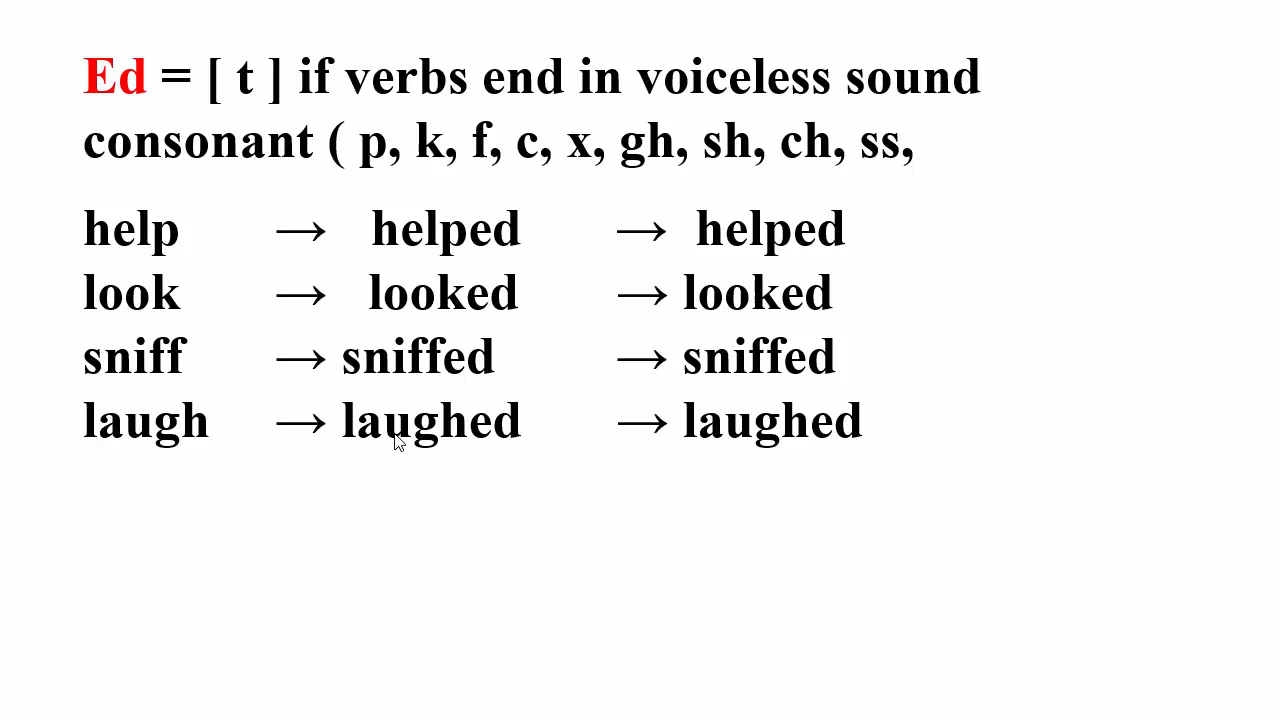 Ed = [ t ] if verbs end in voiceless sound
consonant ( p, k, f, c, x, gh, sh, ch, ss,
help → helped → helped
look → looked → looked
sniff → sniffed → sniffed
laugh → laughed → laughed